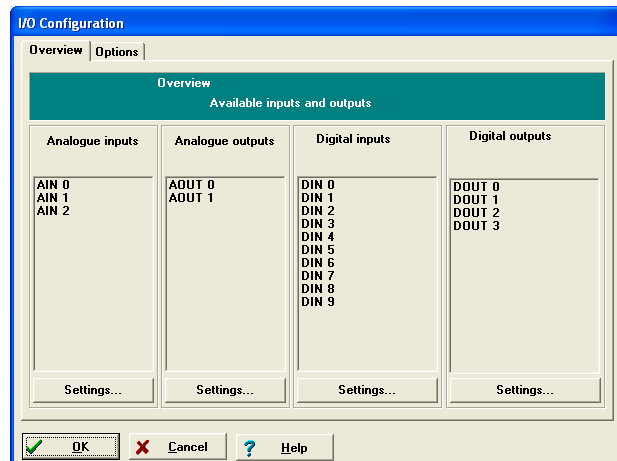 I/O Configuration
Overview
Options
Overview
Available inputs and outputs
Analogue inputs
AIN 0
AIN 1
AIN 2
Settings...
Analogue outputs
AOUT 0
AOUT 1
Settings...
Digital inputs
DIN 0
DIN 1
DIN 2
DIN 3
DIN 4
DIN 5
DIN 6
DIN 7
DIN 8
DIN 9
Settings...
Digital outputs
DOUT 0
DOUT 1
DOUT 2
DOUT 3
Settings...
OK
Cancel
? Help